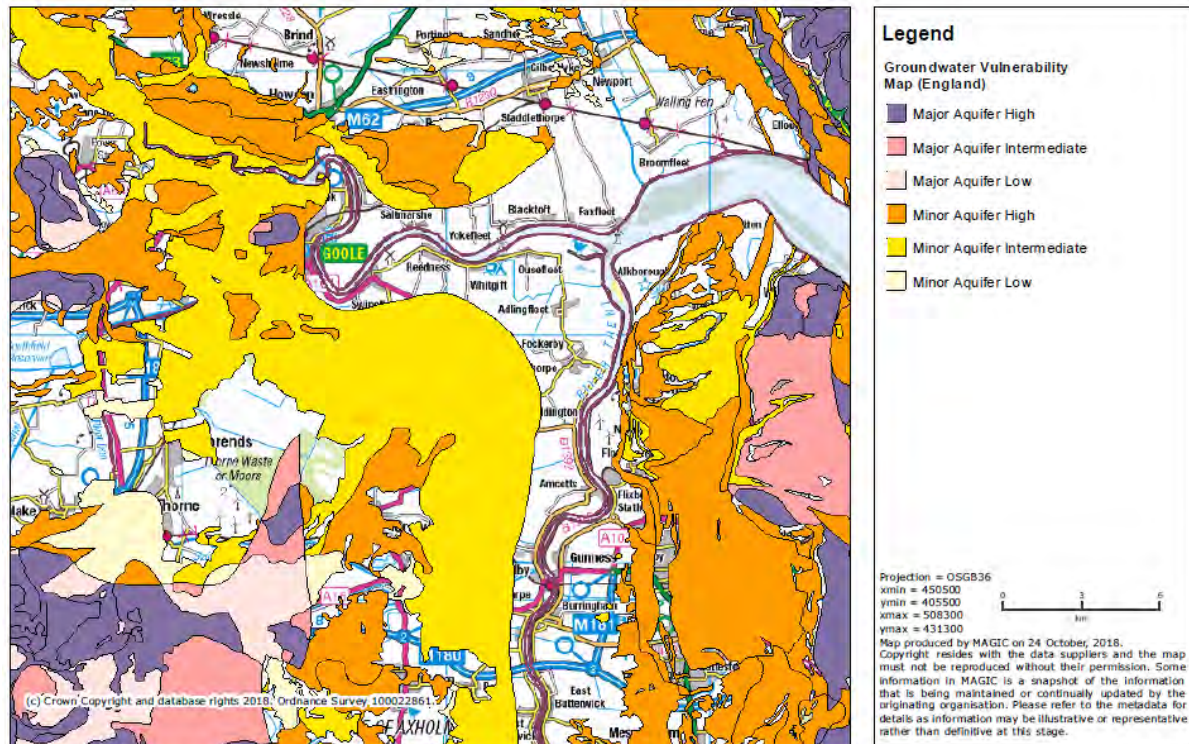 Brind
Newsholme
Howden
Eastrington
M62
B1230
Staddlethorpe
Newport
Walling Fen
Broomfleet
Saltmarshe
Blacktoft
Faxfleet
Yokefleet
GOOLE
Reedness
Whitgift
Ousefleet
Alkborough
Adlingfleet
Fockerby
RIVER TRENT
Thorne Waste
or Moors
Amcotts
Gunness
Burringham
M181
East
Butterwick
(c) Crown Copyright and database rights 2018. Ordnance Survey 100022861.
Legend
Groundwater Vulnerability
Map (England)
Major Aquifer High
Major Aquifer Intermediate
Major Aquifer Low
Minor Aquifer High
Minor Aquifer Intermediate
Minor Aquifer Low
Projection = OSGB36
xmin = 450500
ymin = 405500
xmax = 508300
ymax = 431300
0 3 6
km
Map produced by MAGIC on 24 October, 2018.
Copyright resides with the data suppliers and the map
must not be reproduced without their permission. Some
information in MAGIC is a snapshot of the information
that is being maintained or continually updated by the
originating organisation. Please refer to the metadata for
details as information may be illustrative or representative
rather than definitive at this stage.